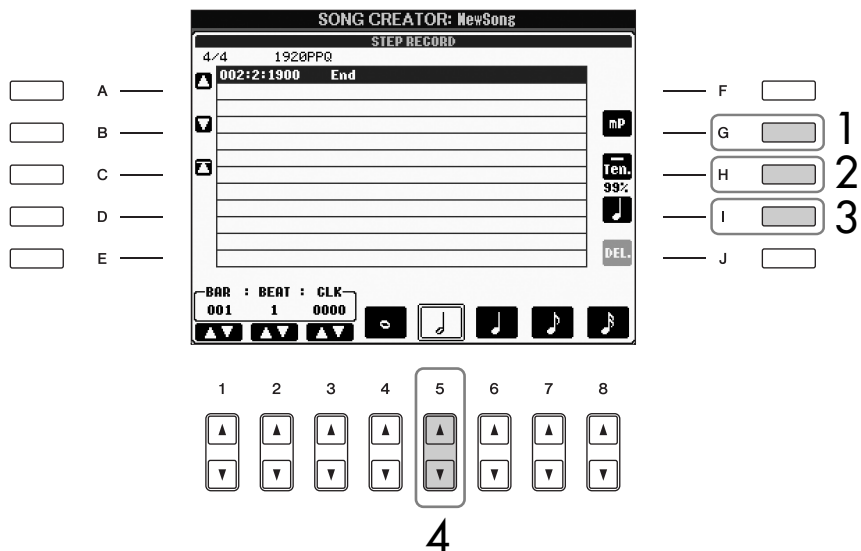 SONG CREATOR: NewSong
STEP RECORD
4/4 1920PPQ
002:2:1900 End
A
B
C
D
E
mP
Ten.
99%
DEL.
F
G 1
H 2
I 3
J
BAR : BEAT : CLK
001 1 0000
1 2 3 4 5 6 7 8
4